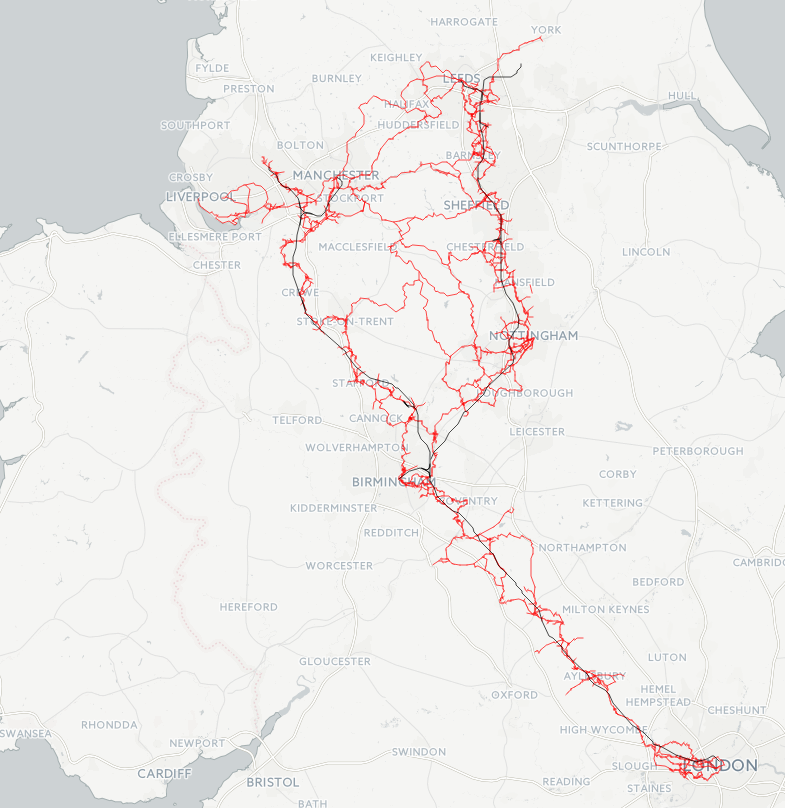 HARROGATE
YORK
KEIGHLEY
FYLDE
BURNLEY
LEEDS
PRESTON
HULL
HALIFAX
SOUTHPORT
HUDDERSFIELD
BOLTON
SCUNTHORPE
BARNSLEY
CROSBY
MANCHESTER
LIVERPOOL
STOCKPORT
SHEFFIELD
ELLESMERE PORT
MACCLESFIELD
CHESTERFIELD
LINCOLN
CHESTER
MANSFIELD
CREWE
STOKE-ON-TRENT
NOTTINGHAM
STAFFORD
LOUGHBOROUGH
TELFORD
CANNOCK
LEICESTER
WOLVERHAMPTON
PETERBOROUGH
CORBY
BIRMINGHAM
COVENTRY
KETTERING
KIDDERMINSTER
REDDITCH
NORTHAMPTON
WORCESTER
CAMBRID
BEDFORD
HEREFORD
MILTON KEYNES
GLOUCESTER
LUTON
AYLESBURY
OXFORD
HEMEL
HEMPSTEAD
CHESHUNT
RHONDDA
SWANSEA
HIGH WYCOMBE
NEWPORT
SWINDON
SLOUGH
LONDON
CARDIFF
BRISTOL
READING
STAINES
BATH